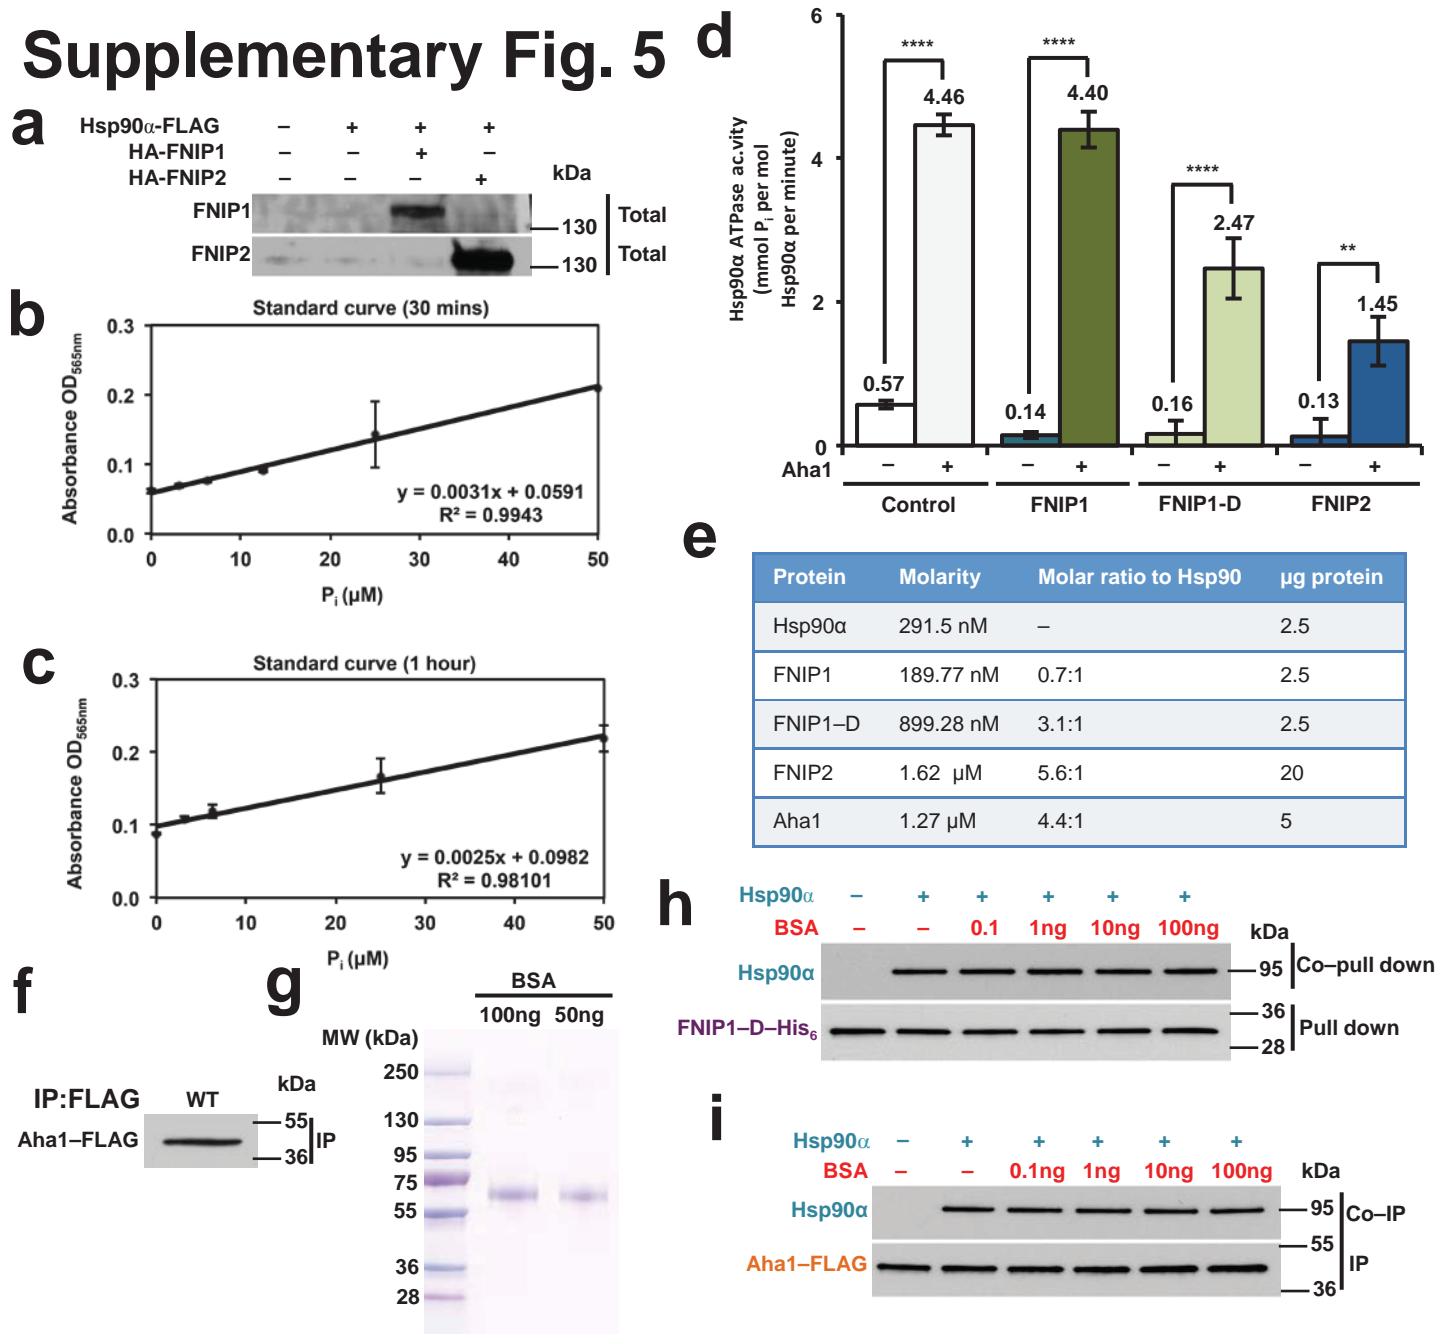 Supplementary Fig. 5
a
Hsp90α-FLAG – + + +
HA-FNIP1 – – + –
HA-FNIP2 – – – +
kDa
FNIP1
130
Total
FNIP2
130
Total
b
Standard curve (30 mins)
Absorbance OD565nm
0.3
0.2
0.1
0.0
y = 0.0031x + 0.0591
R² = 0.9943
0 10 20 30 40 50
Pi (µM)
c
Standard curve (1 hour)
Absorbance OD565nm
0.3
0.2
0.1
0.0
y = 0.0025x + 0.0982
R² = 0.98101
0 10 20 30 40 50
Pi (µM)
d
Hsp90α ATPase ac.vity
(mmol Pi per mol
Hsp90α per minute)
6
4
2
0
**** **** **** **
0.57 4.46 0.14 4.40 0.16 2.47 0.13 1.45
Aha1 – + – + – + – +
Control FNIP1 FNIP1-D FNIP2
e
Protein Molarity Molar ratio to Hsp90 µg protein
Hsp90α 291.5 nM – 2.5
FNIP1 189.77 nM 0.7:1 2.5
FNIP1–D 899.28 nM 3.1:1 2.5
FNIP2 1.62 µM 5.6:1 20
Aha1 1.27 µM 4.4:1 5
f
IP:FLAG WT
kDa
Aha1–FLAG
55
36
IP
g
BSA
100ng 50ng
MW (kDa)
250
130
95
75
55
36
28
h
Hsp90α – + + + + +
BSA – – 0.1 1ng 10ng 100ng
kDa
Hsp90α
95
Co–pull down
FNIP1–D–His6
36
28
Pull down
i
Hsp90α – + + + + +
BSA – – 0.1ng 1ng 10ng 100ng
kDa
Hsp90α
95
Co–IP
55
Aha1–FLAG
IP
36